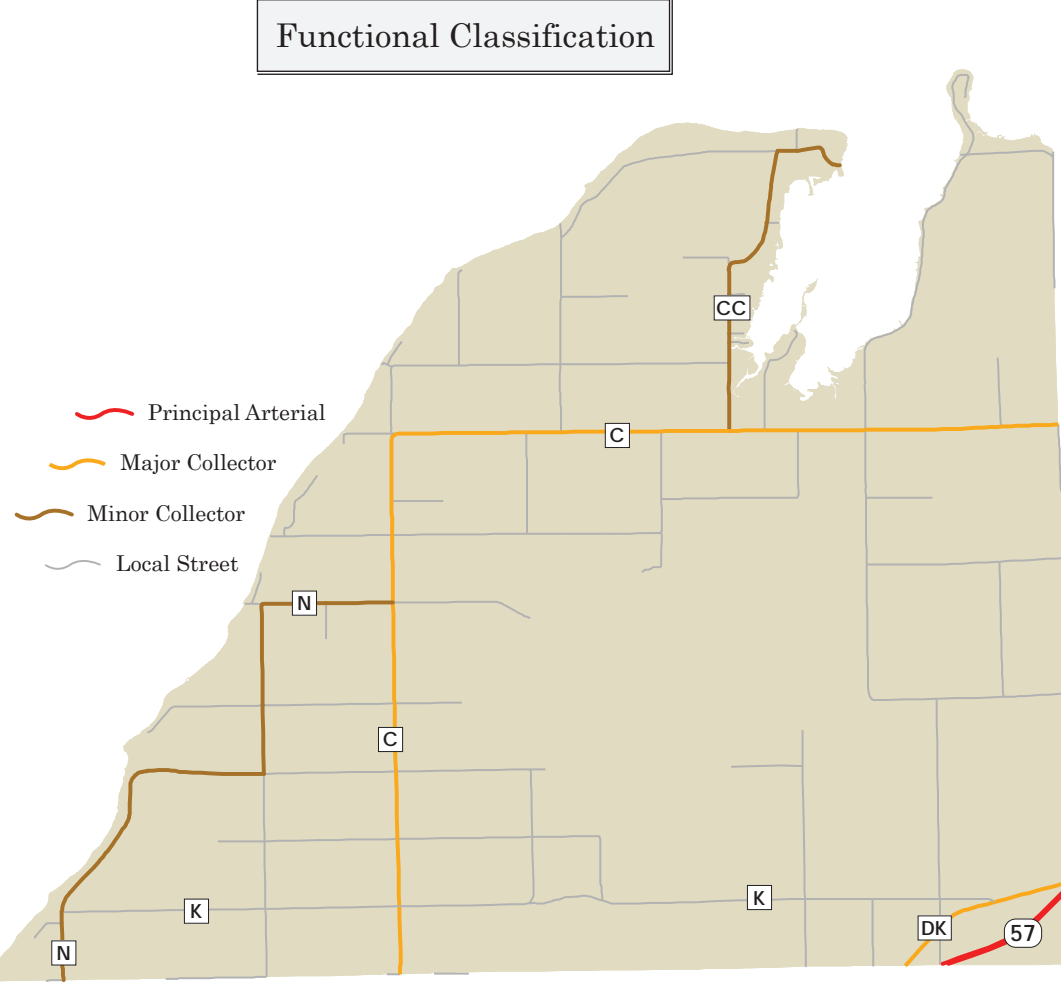 Functional Classification
CC
Principal Arterial
C
Major Collector
Minor Collector
Local Street
N
C
K
K
DK
57
N